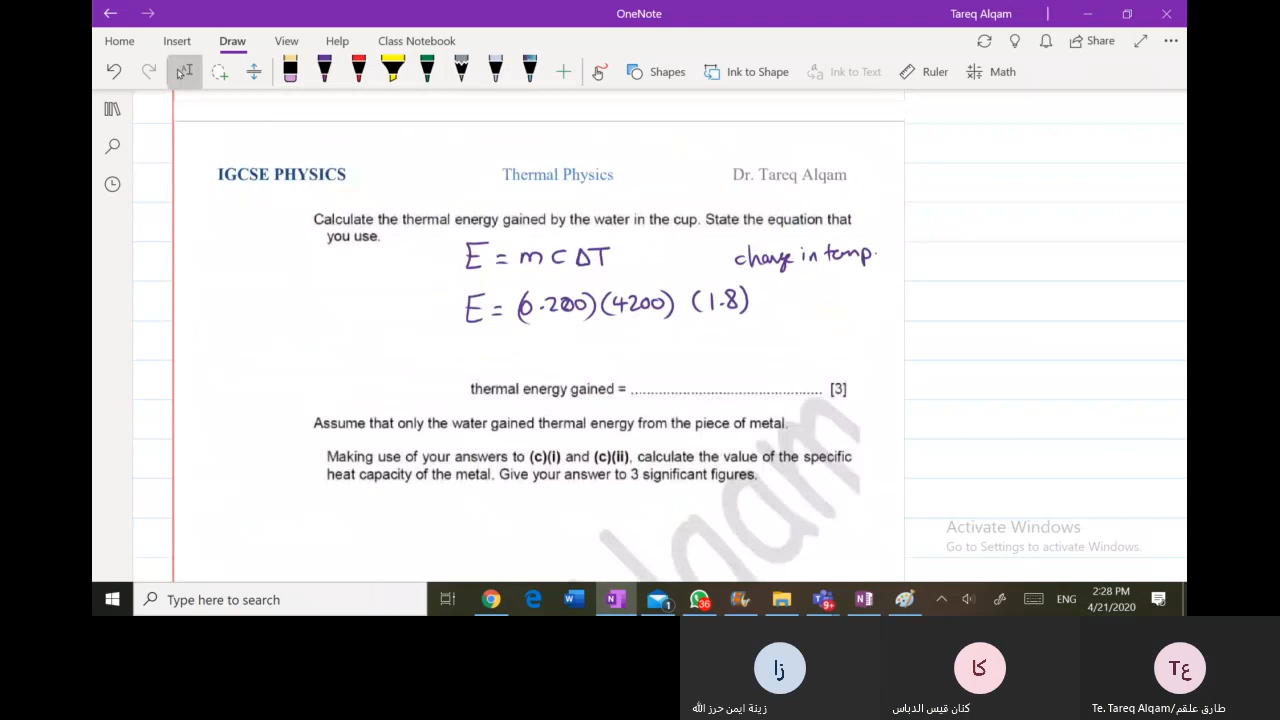 OneNote
Tareq Alqam
Home Insert Draw View Help Class Notebook
Share
Shapes Ink to Shape Ink to Text Ruler Math
IGCSE PHYSICS Thermal Physics Dr. Tareq Alqam
Calculate the thermal energy gained by the water in the cup. State the equation that
you use.
E = m c ΔT change in temp.
E = (0.200)(4200) (1.8)
thermal energy gained = ................................................ [3]
Assume that only the water gained thermal energy from the piece of metal.
Making use of your answers to (c)(i) and (c)(ii), calculate the value of the specific
heat capacity of the metal. Give your answer to 3 significant figures.
Alqam
Activate Windows
Go to Settings to activate Windows.
Type here to search
1
36
9+
ENG
2:28 PM
4/21/2020
زا
كا
Tع
زينة ايمن حرز الله
كنان قيس الدباس
Te. Tareq Alqam/طارق علقم